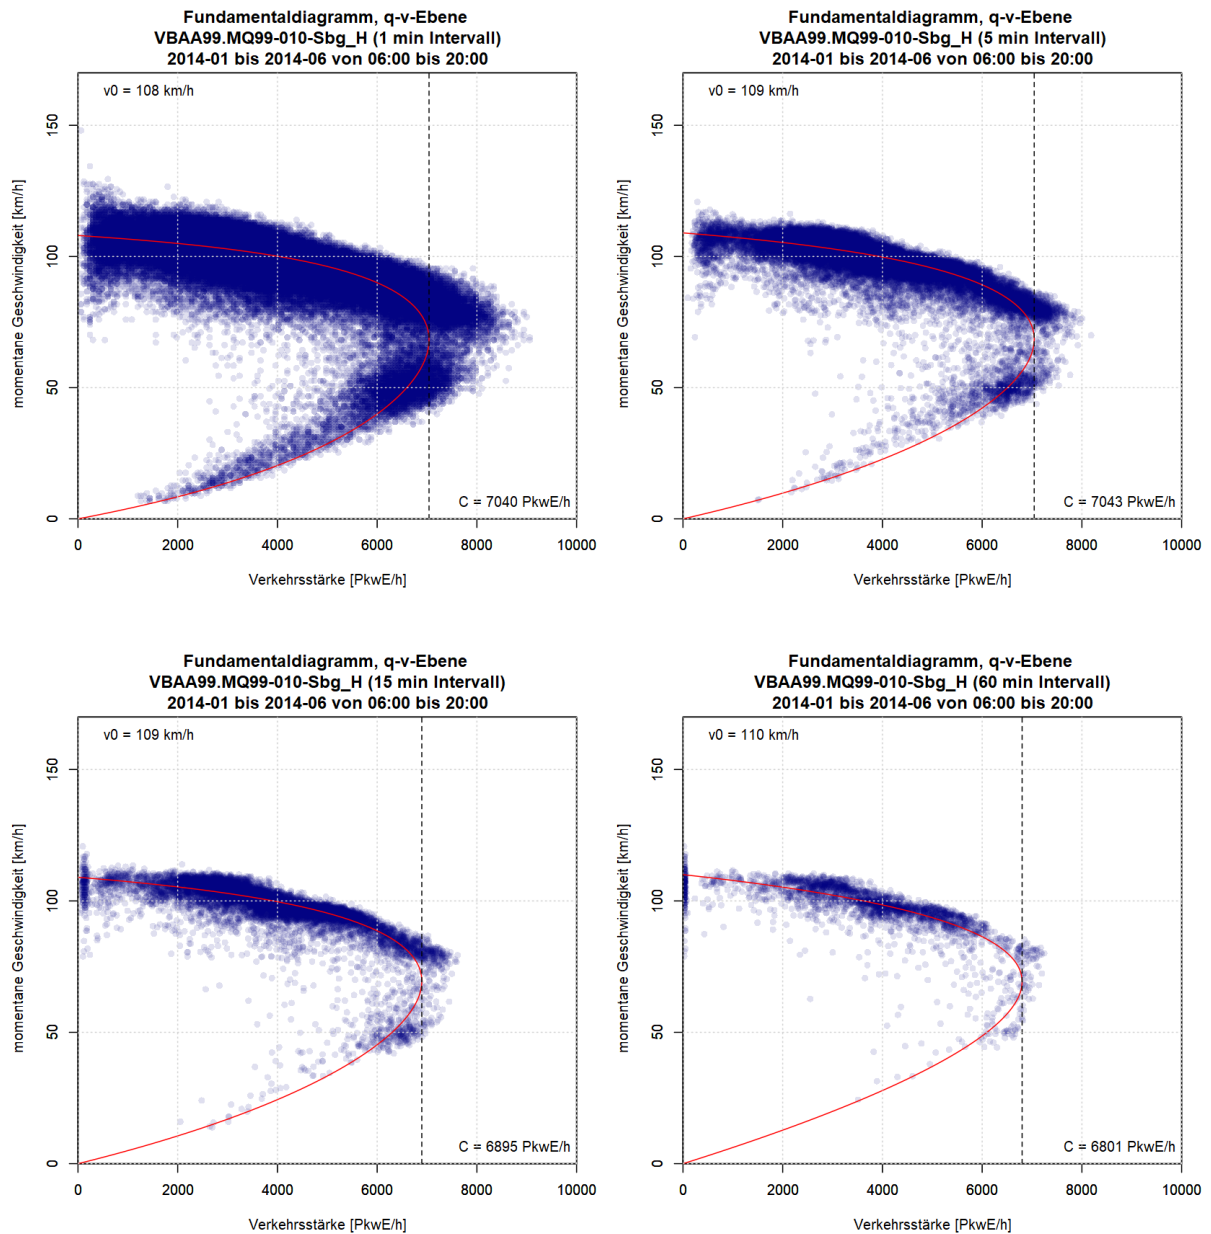 Fundamentaldiagramm, q-v-Ebene
VBAA99.MQ99-010-Sbg_H (1 min Intervall)
2014-01 bis 2014-06 von 06:00 bis 20:00
v0 = 108 km/h
momentane Geschwindigkeit [km/h]
150
100
50
0
C = 7040 PkwE/h
0 2000 4000 6000 8000 10000
Verkehrsstärke [PkwE/h]
Fundamentaldiagramm, q-v-Ebene
VBAA99.MQ99-010-Sbg_H (5 min Intervall)
2014-01 bis 2014-06 von 06:00 bis 20:00
v0 = 109 km/h
momentane Geschwindigkeit [km/h]
150
100
50
0
C = 7043 PkwE/h
0 2000 4000 6000 8000 10000
Verkehrsstärke [PkwE/h]
Fundamentaldiagramm, q-v-Ebene
VBAA99.MQ99-010-Sbg_H (15 min Intervall)
2014-01 bis 2014-06 von 06:00 bis 20:00
v0 = 109 km/h
momentane Geschwindigkeit [km/h]
150
100
50
0
C = 6895 PkwE/h
0 2000 4000 6000 8000 10000
Verkehrsstärke [PkwE/h]
Fundamentaldiagramm, q-v-Ebene
VBAA99.MQ99-010-Sbg_H (60 min Intervall)
2014-01 bis 2014-06 von 06:00 bis 20:00
v0 = 110 km/h
momentane Geschwindigkeit [km/h]
150
100
50
0
C = 6801 PkwE/h
0 2000 4000 6000 8000 10000
Verkehrsstärke [PkwE/h]